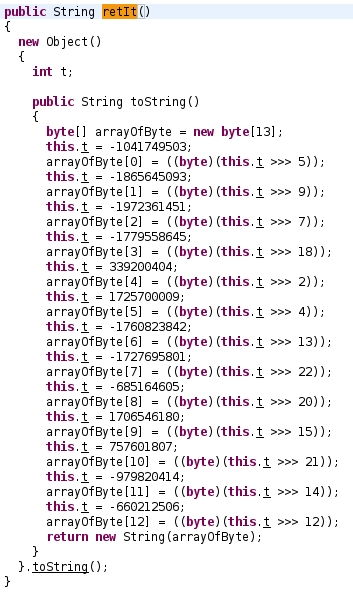 public String retIt()
{
  new Object()
  {
    int t;

    public String toString()
    {
      byte[] arrayOfByte = new byte[13];
      this.t = -1041749503;
      arrayOfByte[0] = ((byte)(this.t >>> 5));
      this.t = -1865645093;
      arrayOfByte[1] = ((byte)(this.t >>> 9));
      this.t = -1972361451;
      arrayOfByte[2] = ((byte)(this.t >>> 7));
      this.t = -1779558645;
      arrayOfByte[3] = ((byte)(this.t >>> 18));
      this.t = 339200404;
      arrayOfByte[4] = ((byte)(this.t >>> 2));
      this.t = 1725700009;
      arrayOfByte[5] = ((byte)(this.t >>> 4));
      this.t = -1760823842;
      arrayOfByte[6] = ((byte)(this.t >>> 13));
      this.t = -1727695801;
      arrayOfByte[7] = ((byte)(this.t >>> 22));
      this.t = -685164605;
      arrayOfByte[8] = ((byte)(this.t >>> 20));
      this.t = 1706546180;
      arrayOfByte[9] = ((byte)(this.t >>> 15));
      this.t = 757601807;
      arrayOfByte[10] = ((byte)(this.t >>> 21));
      this.t = -979820414;
      arrayOfByte[11] = ((byte)(this.t >>> 14));
      this.t = -660212506;
      arrayOfByte[12] = ((byte)(this.t >>> 12));
      return new String(arrayOfByte);
    }
  }.toString();
}